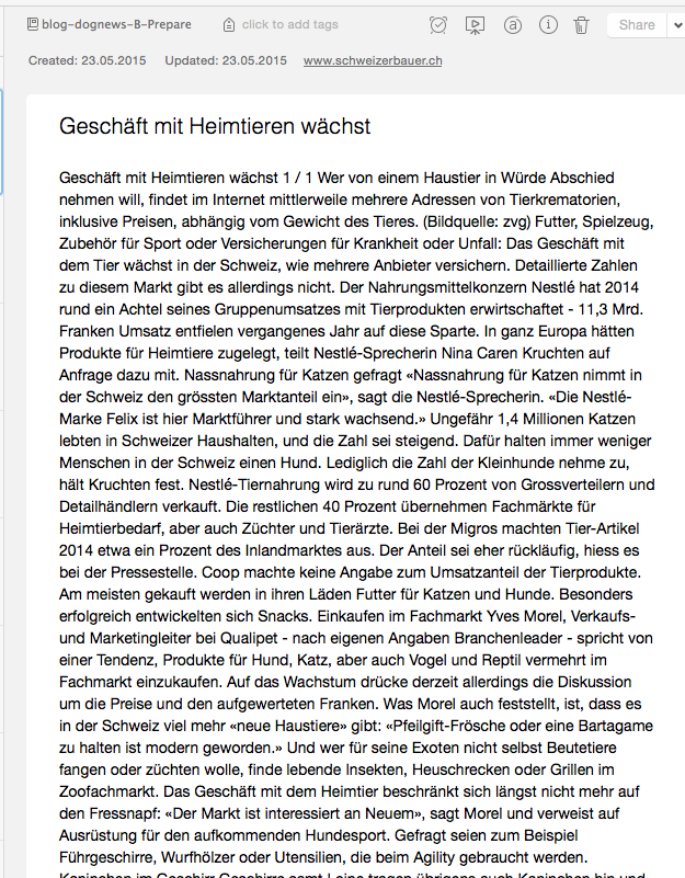 blog-dognews-B-Prepare click to add tags Share
Created: 23.05.2015 Updated: 23.05.2015 www.schweizerbauer.ch
Geschäft mit Heimtieren wächst
Geschäft mit Heimtieren wächst 1 / 1 Wer von einem Haustier in Würde Abschied
nehmen will, findet im Internet mittlerweile mehrere Adressen von Tierkrematorien,
inklusive Preisen, abhängig vom Gewicht des Tieres. (Bildquelle: zvg) Futter, Spielzeug,
Zubehör für Sport oder Versicherungen für Krankheit oder Unfall: Das Geschäft mit
dem Tier wächst in der Schweiz, wie mehrere Anbieter versichern. Detaillierte Zahlen
zu diesem Markt gibt es allerdings nicht. Der Nahrungsmittelkonzern Nestlé hat 2014
rund ein Achtel seines Gruppenumsatzes mit Tierprodukten erwirtschaftet - 11,3 Mrd.
Franken Umsatz entfielen vergangenes Jahr auf diese Sparte. In ganz Europa hätten
Produkte für Heimtiere zugelegt, teilt Nestlé-Sprecherin Nina Caren Kruchten auf
Anfrage dazu mit. Nassnahrung für Katzen gefragt «Nassnahrung für Katzen nimmt in
der Schweiz den grössten Marktanteil ein», sagt die Nestlé-Sprecherin. «Die Nestlé-
Marke Felix ist hier Marktführer und stark wachsend.» Ungefähr 1,4 Millionen Katzen
lebten in Schweizer Haushalten, und die Zahl sei steigend. Dafür halten immer weniger
Menschen in der Schweiz einen Hund. Lediglich die Zahl der Kleinhunde nehme zu,
hält Kruchten fest. Nestlé-Tiernahrung wird zu rund 60 Prozent von Grossverteilern und
Detailhändlern verkauft. Die restlichen 40 Prozent übernehmen Fachmärkte für
Heimtierbedarf, aber auch Züchter und Tierärzte. Bei der Migros machten Tier-Artikel
2014 etwa ein Prozent des Inlandmarktes aus. Der Anteil sei eher rückläufig, hiess es
bei der Pressestelle. Coop machte keine Angabe zum Umsatzanteil der Tierprodukte.
Am meisten gekauft werden in ihren Läden Futter für Katzen und Hunde. Besonders
erfolgreich entwickelten sich Snacks. Einkaufen im Fachmarkt Yves Morel, Verkaufs-
und Marketingleiter bei Qualipet - nach eigenen Angaben Branchenleader - spricht von
einer Tendenz, Produkte für Hund, Katz, aber auch Vogel und Reptil vermehrt im
Fachmarkt einzukaufen. Auf das Wachstum drücke derzeit allerdings die Diskussion
um die Preise und den aufgewerteten Franken. Was Morel auch feststellt, ist, dass es
in der Schweiz viel mehr «neue Haustiere» gibt: «Pfeilgift-Frösche oder eine Bartagame
zu halten ist modern geworden.» Und wer für seine Exoten nicht selbst Beutetiere
fangen oder züchten wolle, finde lebende Insekten, Heuschrecken oder Grillen im
Zoofachmarkt. Das Geschäft mit dem Heimtier beschränkt sich längst nicht mehr auf
den Fressnapf: «Der Markt ist interessiert an Neuem», sagt Morel und verweist auf
Ausrüstung für den aufkommenden Hundesport. Gefragt seien zum Beispiel
Führgeschirre, Wurfhölzer oder Utensilien, die beim Agility gebraucht werden.
Kaninchen im Geschirr Geschirre samt Leine tragen übrigens auch Kaninchen hin und